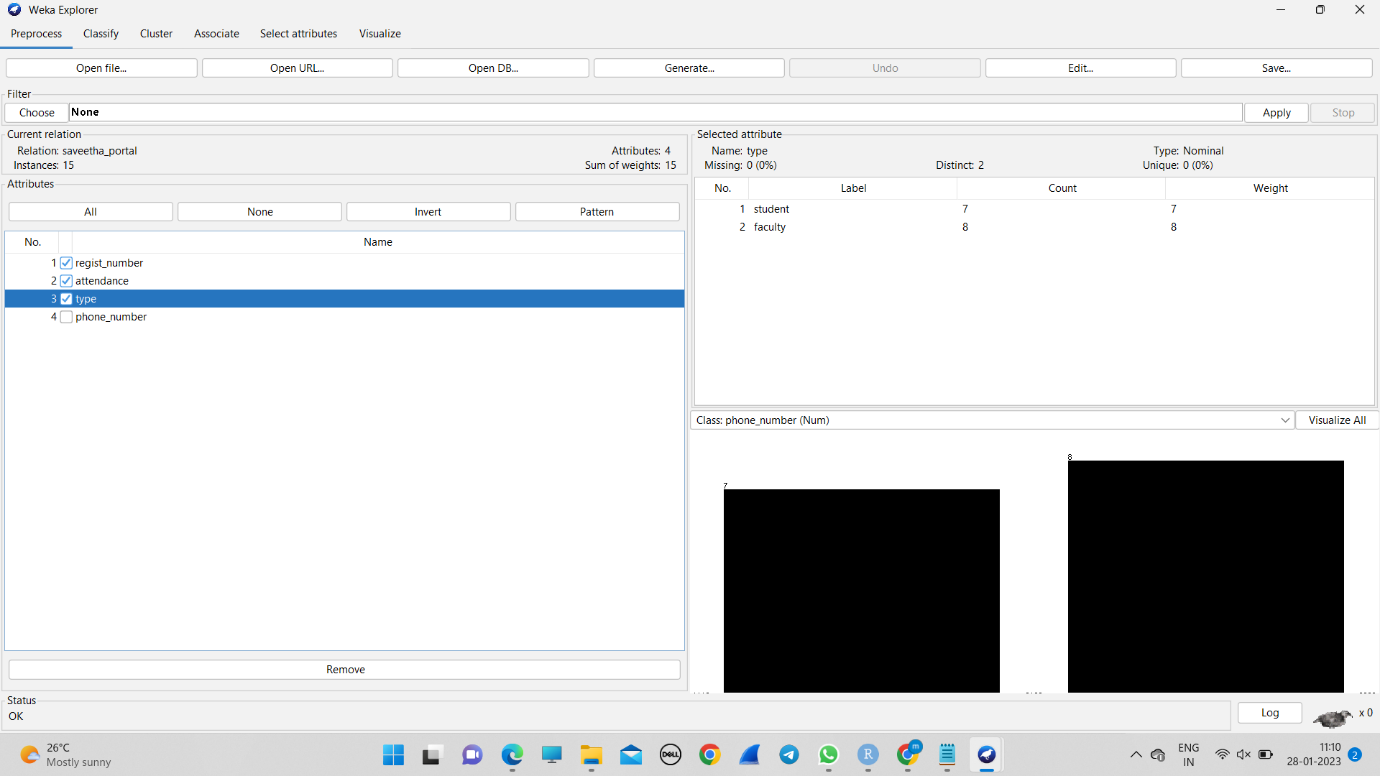 Weka Explorer
Preprocess Classify Cluster Associate Select attributes Visualize
Open file... Open URL... Open DB... Generate... Undo Edit... Save...
Filter
Choose None Apply Stop
Current relation
Relation: saveetha_portal Attributes: 4
Instances: 15 Sum of weights: 15
Attributes
All None Invert Pattern
No. Name
1 regist_number
2 attendance
3 type
4 phone_number
Remove
Selected attribute
Name: type Type: Nominal
Missing: 0 (0%) Distinct: 2 Unique: 0 (0%)
No. Label Count Weight
1 student 7 7
2 faculty 8 8
Class: phone_number (Num) Visualize All
7
8
Status
OK
Log x 0
26°C
Mostly sunny
DELL
R
m
ENG
IN
11:10
28-01-2023
2